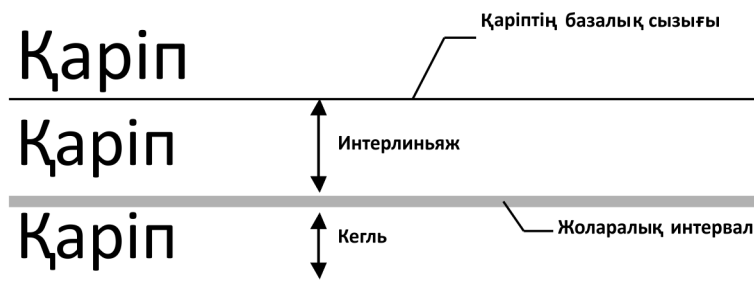 Қаріптің базалық сызығы
Қаріп
Қаріп
Интерлиньяж
Қаріп
Кегль
Жоларалық интервал